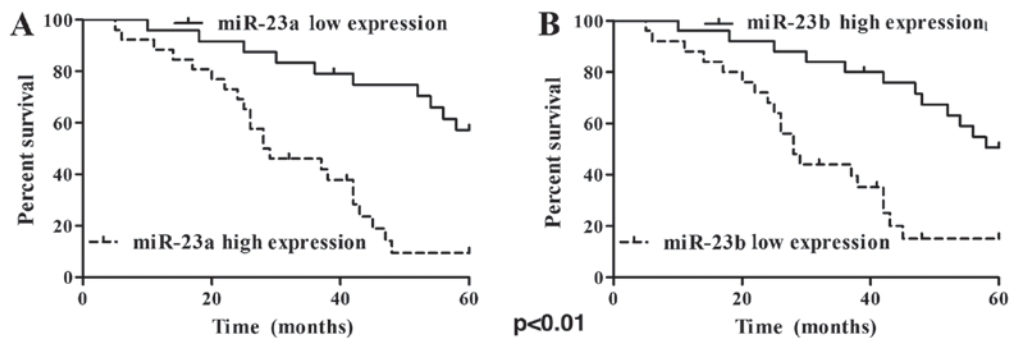 A
miR-23a low expression
100
80
60
40
20
0
Percent survival
miR-23a high expression
0 20 40 60
Time (months)
p<0.01
B
miR-23b high expression
100
80
60
40
20
0
Percent survival
miR-23b low expression
0 20 40 60
Time (months)